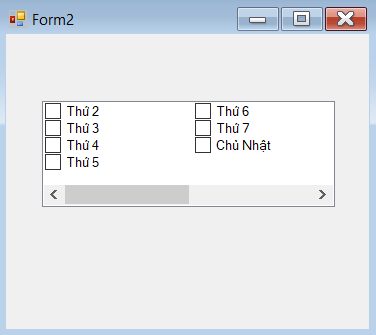 Form2
Thứ 2
Thứ 3
Thứ 4
Thứ 5
Thứ 6
Thứ 7
Chủ Nhật